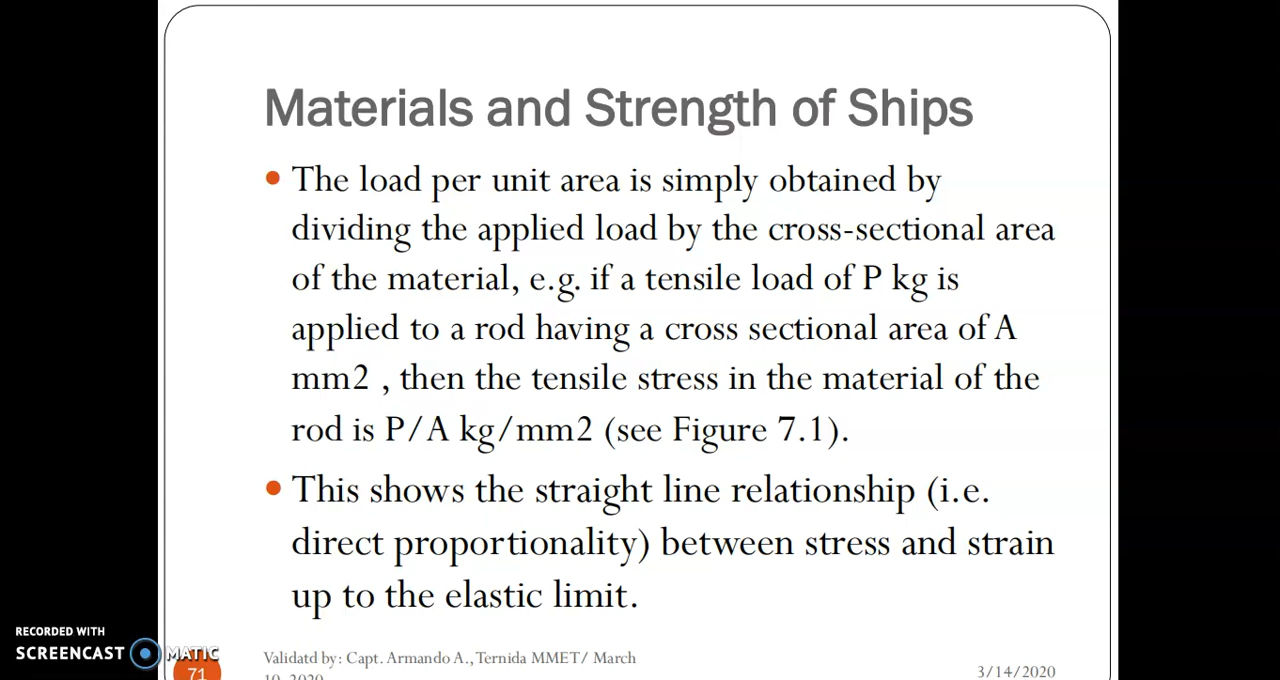 Materials and Strength of Ships
• The load per unit area is simply obtained by
dividing the applied load by the cross-sectional area
of the material, e.g. if a tensile load of P kg is
applied to a rod having a cross sectional area of A
mm2 , then the tensile stress in the material of the
rod is P/A kg/mm2 (see Figure 7.1).
• This shows the straight line relationship (i.e.
direct proportionality) between stress and strain
up to the elastic limit.
RECORDED WITH
SCREENCAST MATIC
71
Validatd by: Capt. Armando A., Ternida MMET/ March
10, 2020
3/14/2020